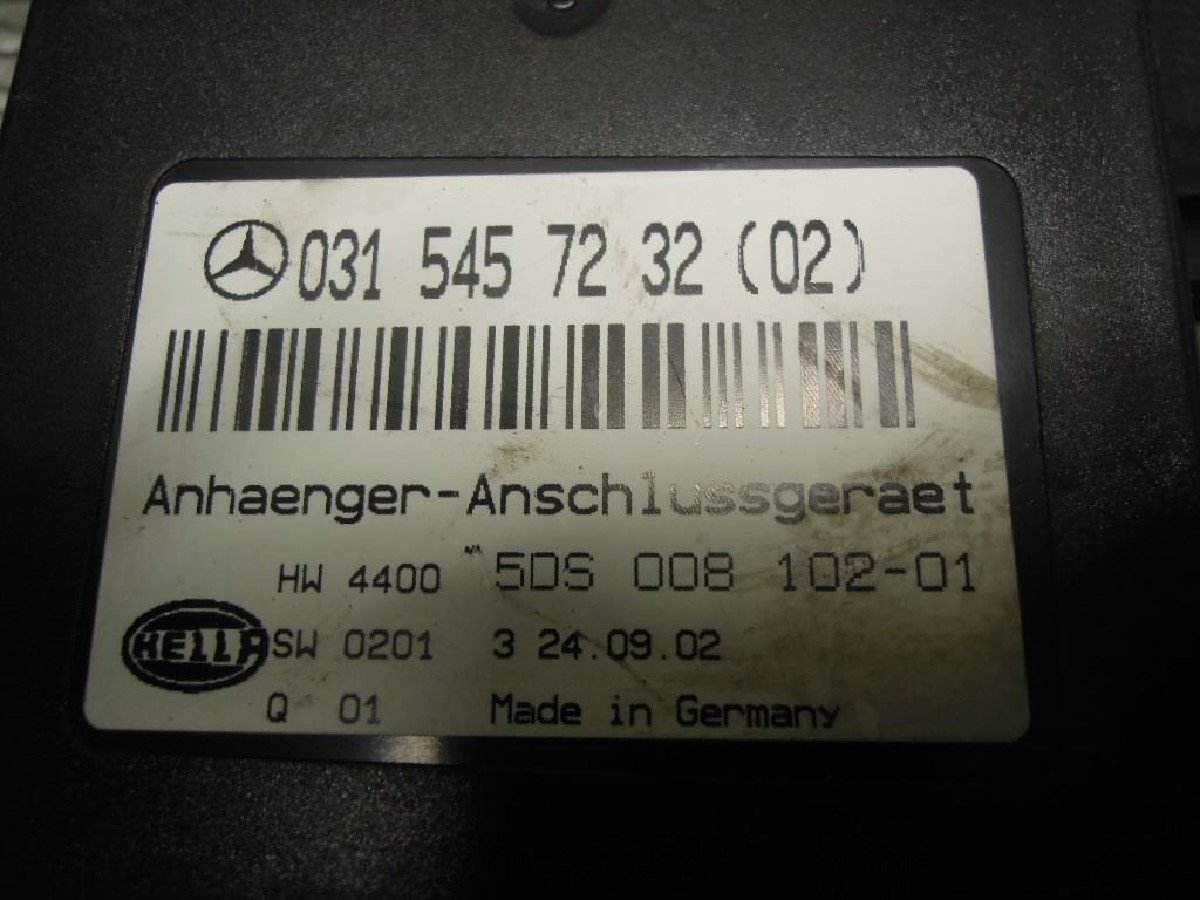 031 545 72 32 (02)
Anhaenger-Anschlussgeraet
HW 4400 5DS 008 102-01
HELLA SW 0201 3 24.09.02
Q 01 Made in Germany